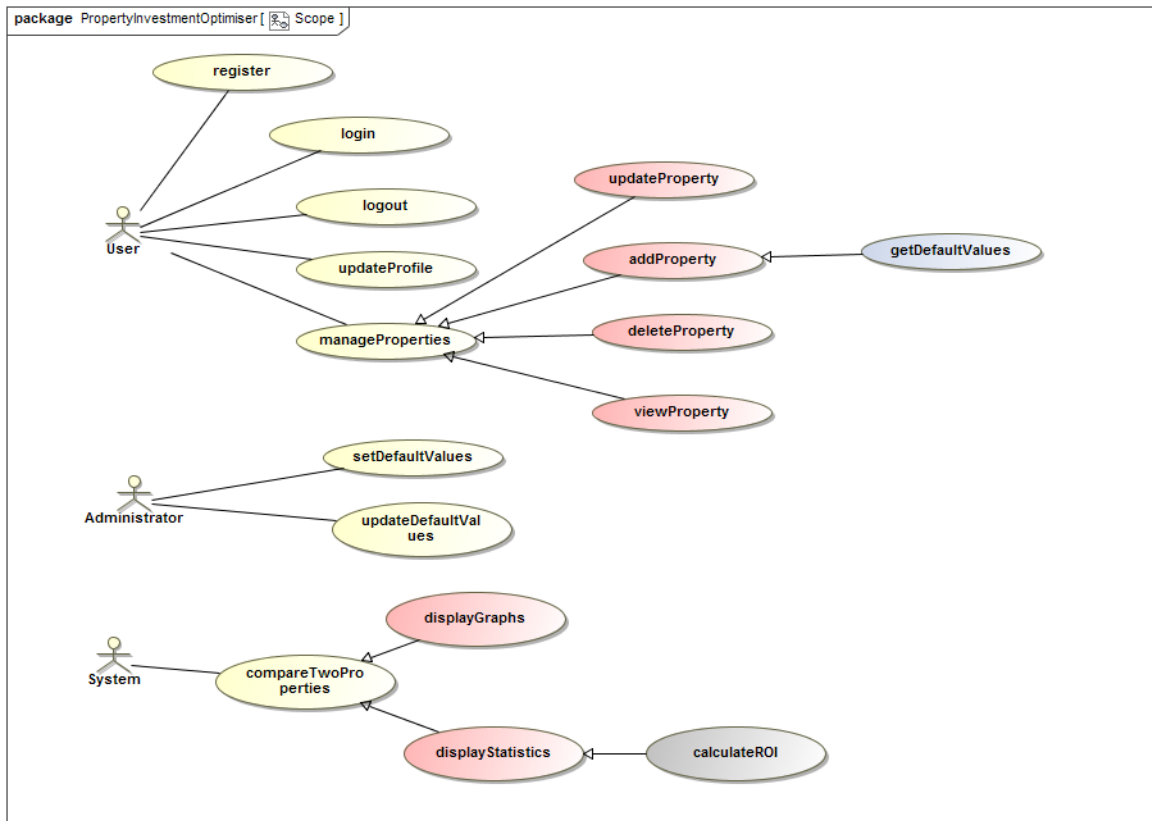 package PropertyInvestmentOptimiser [ Scope ]
register
login
updateProperty
logout
User
addProperty
getDefaultValues
updateProfile
manageProperties
deleteProperty
viewProperty
setDefaultValues
Administrator
updateDefaultVal
ues
displayGraphs
System
compareTwoPro
perties
displayStatistics
calculateROI